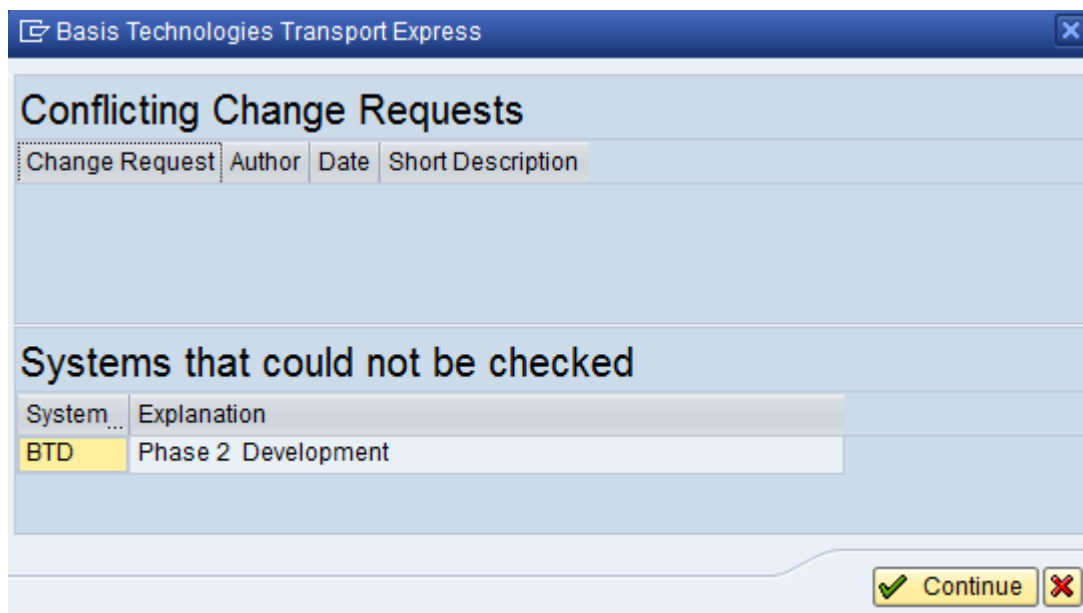 Basis Technologies Transport Express
Conflicting Change Requests
Change Request Author Date Short Description
Systems that could not be checked
System... Explanation
BTD Phase 2 Development
Continue